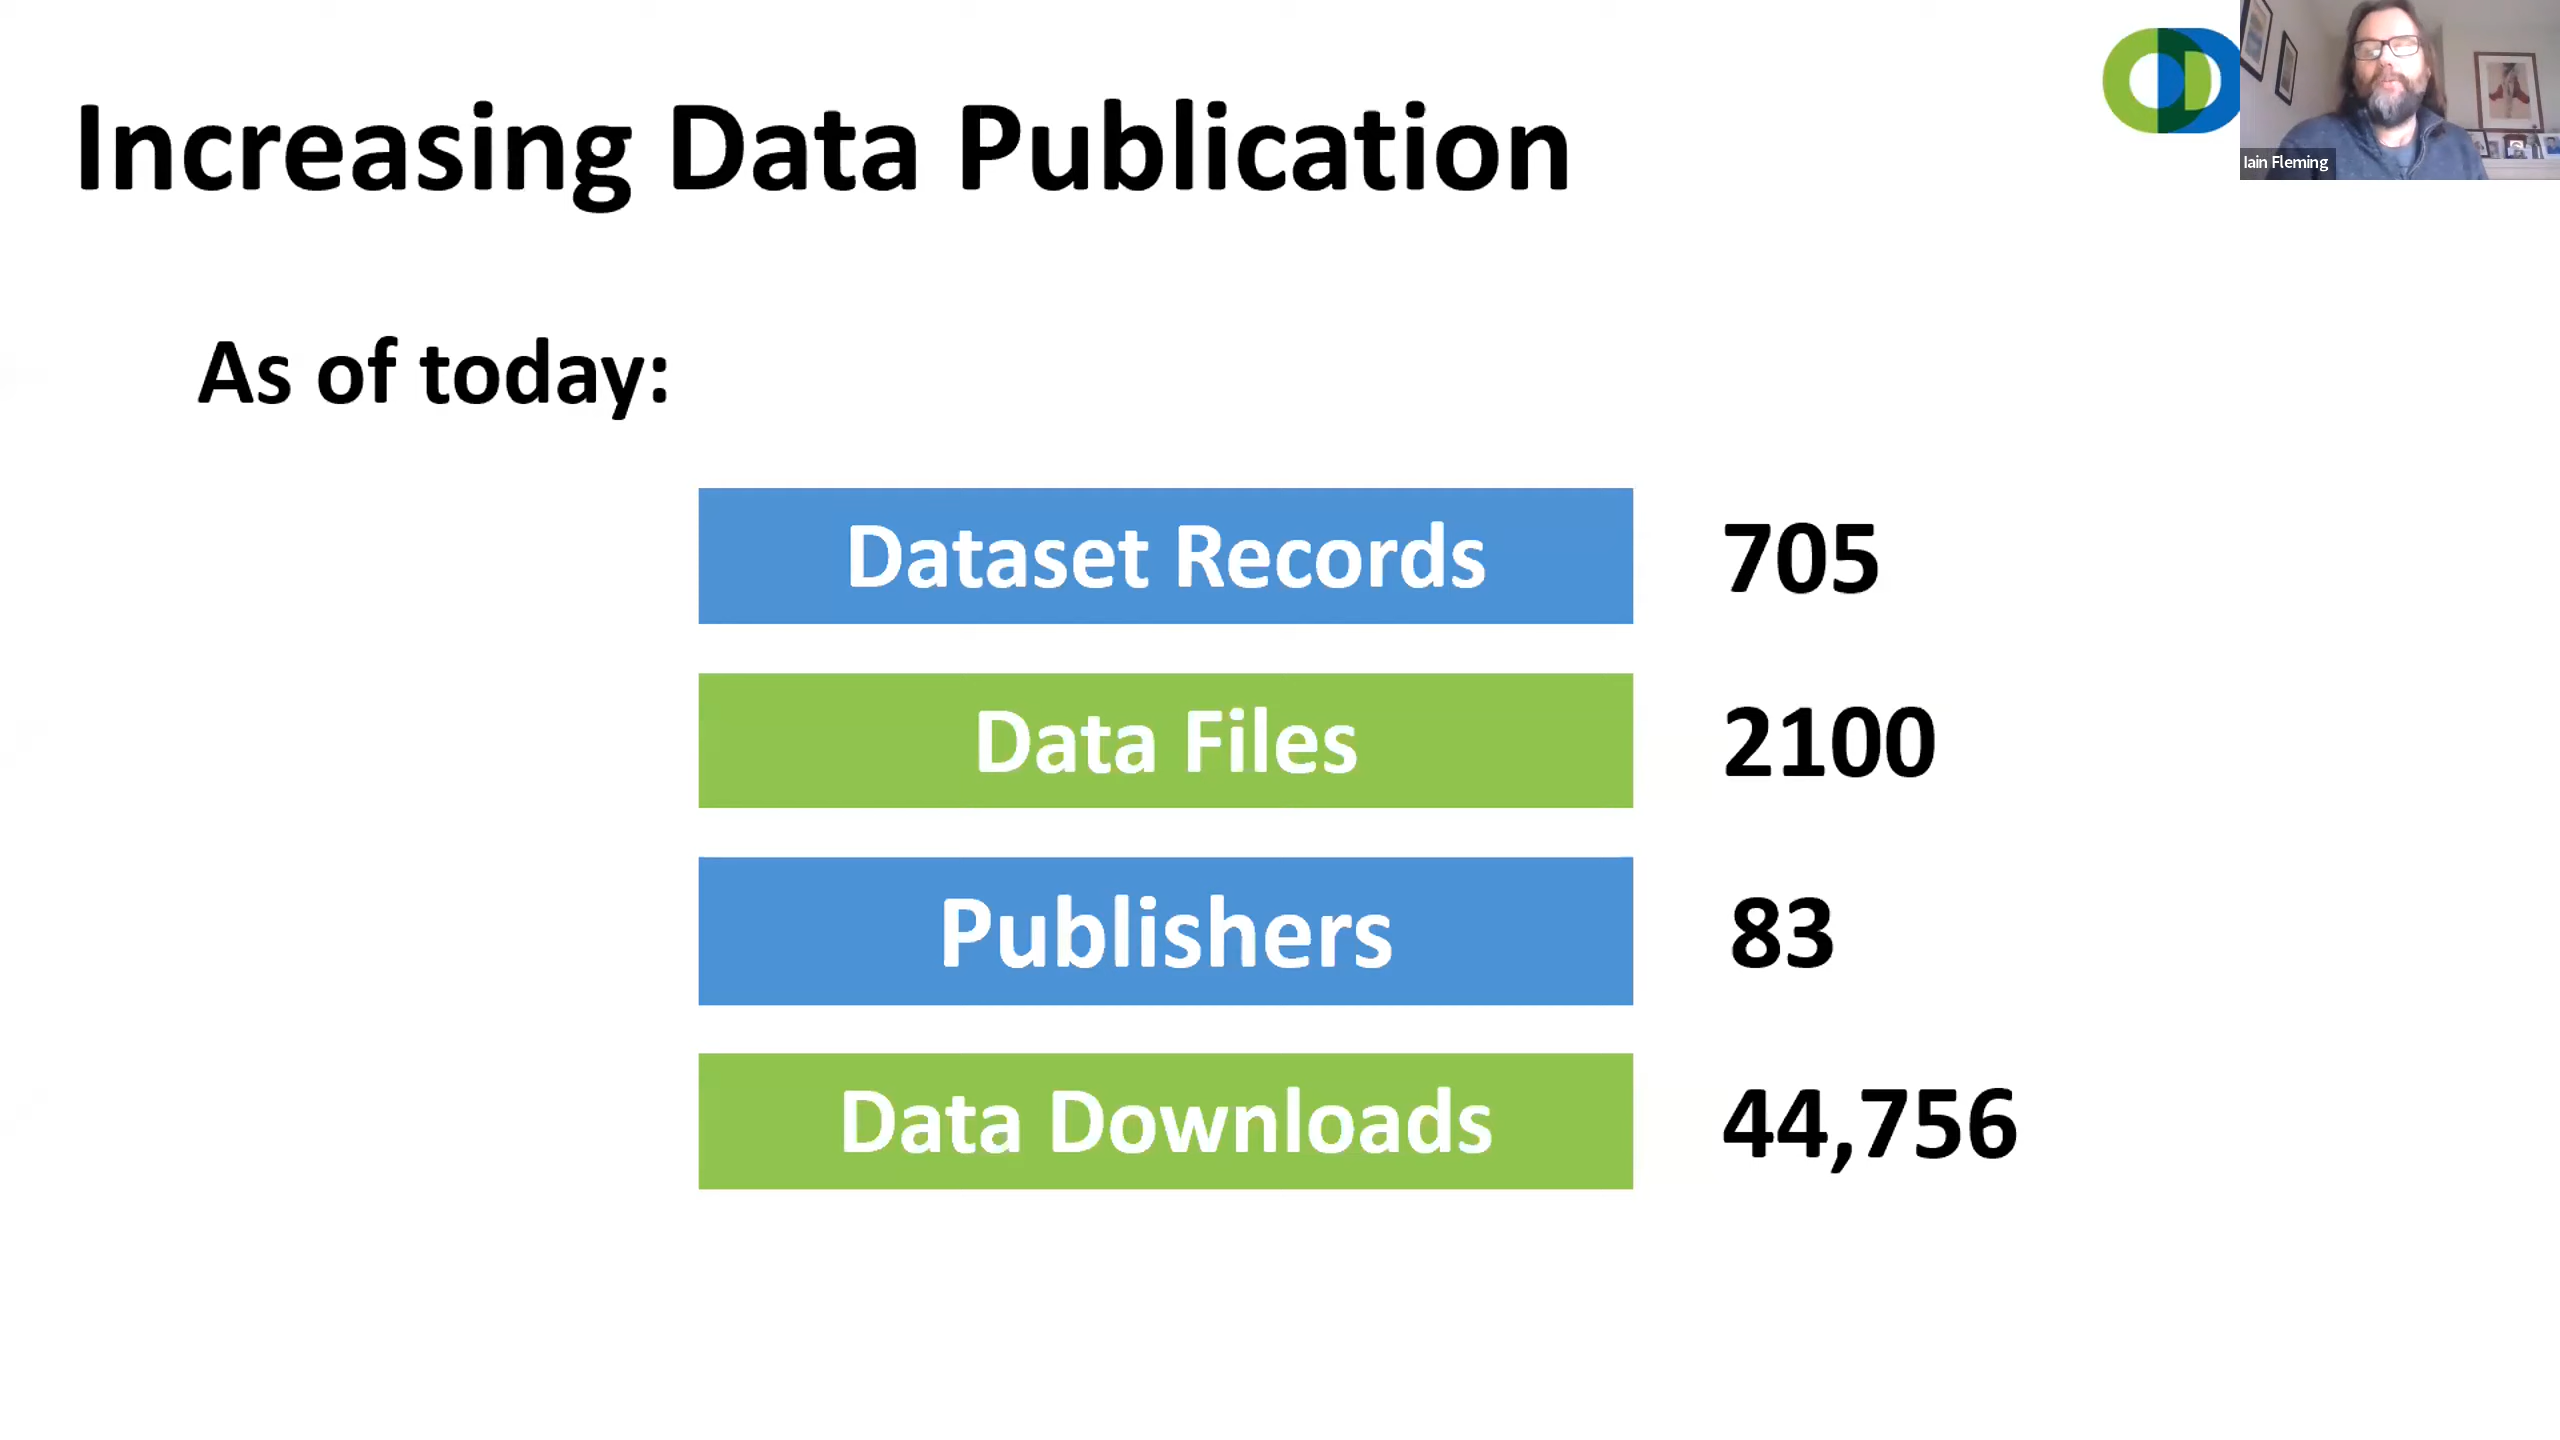 Increasing Data Publication
Iain Fleming
As of today:
Dataset Records 705
Data Files 2100
Publishers 83
Data Downloads 44,756